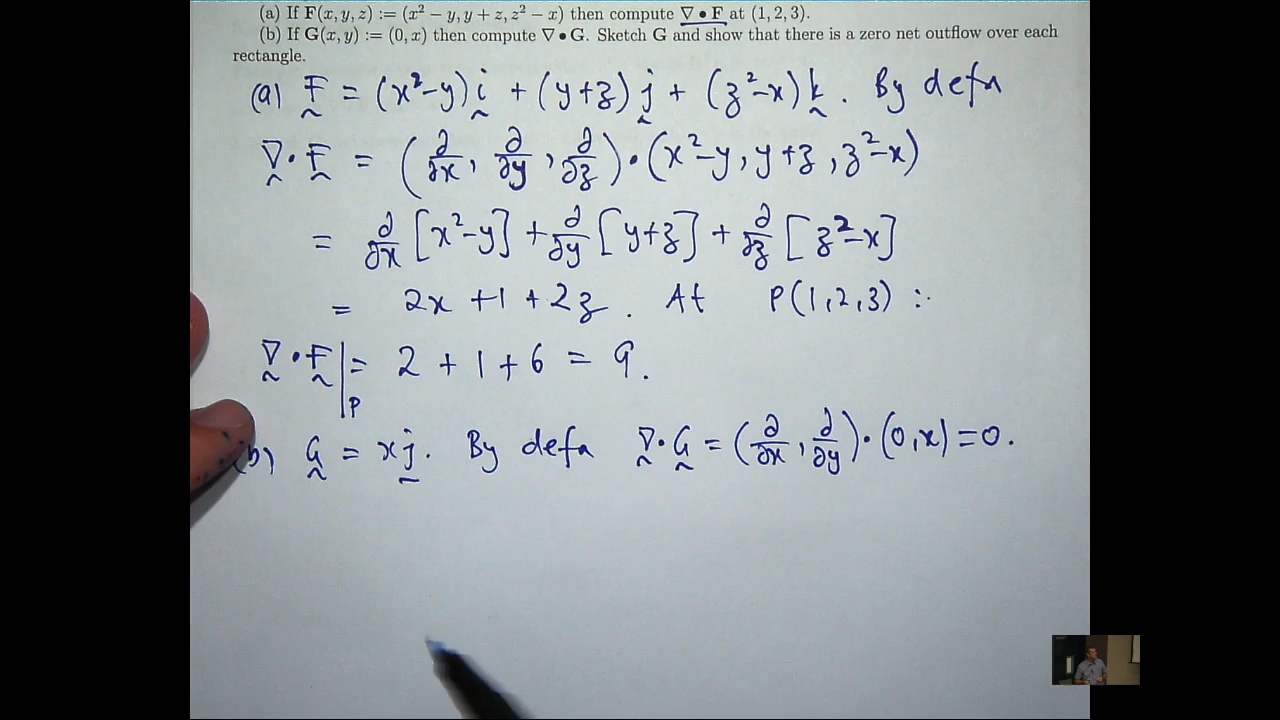 (a) If F(x, y, z) := (x² − y, y + z, z² − x) then compute ∇ • F at (1, 2, 3).
(b) If G(x, y) := (0, x) then compute ∇ • G. Sketch G and show that there is a zero net outflow over each
rectangle.
(a) F = (x²−y) i + (y+z) j + (z²−x) k . By defn
∇ · F = (∂/∂x , ∂/∂y , ∂/∂z) · (x²−y, y+z, z²−x)
= ∂/∂x [x²−y] + ∂/∂y [y+z] + ∂/∂z [z²−x]
= 2x + 1 + 2z . At P(1,2,3) :-
∇ · F |P = 2 + 1 + 6 = 9 .
(b) G = x j . By defn ∇ · G = (∂/∂x , ∂/∂y) · (0, x) = 0 .